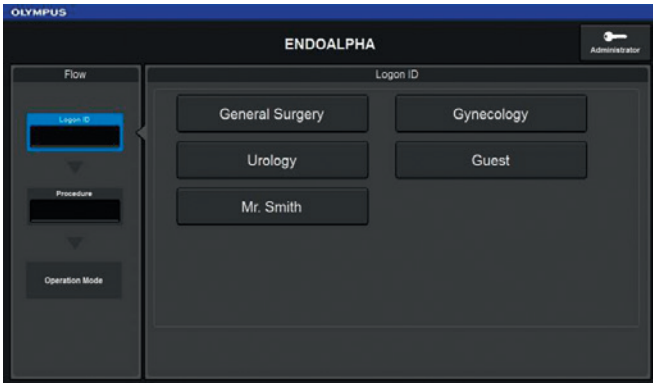 OLYMPUS
ENDOALPHA
Administrator
Flow
Logon ID
Logon ID
General Surgery
Gynecology
Urology
Guest
Procedure
Mr. Smith
Operation Mode